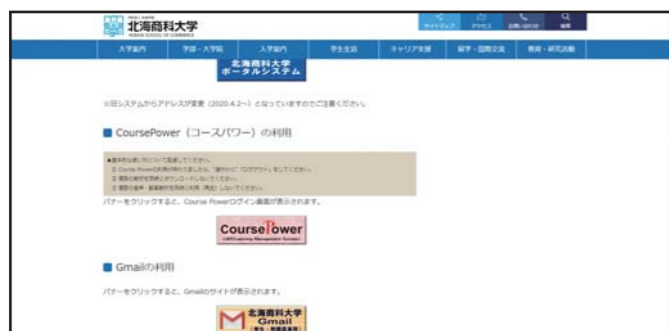 北海商科大学
サイトマップ アクセス お問い合わせ 検索
大学案内 学部・大学院 入学案内 学生生活 キャリア支援 留学・国際交流 教育・研究活動
北海商科大学
ポータルシステム
※旧システムからアドレスが変更（2020.4.2~）となっていますのでご注意ください。
CoursePower（コースパワー）の利用
バナーをクリックすると、Course Powerログイン画面が表示されます。
CoursePower
Gmailの利用
バナーをクリックすると、Gmailのサイトが表示されます。
北海商科大学
Gmail